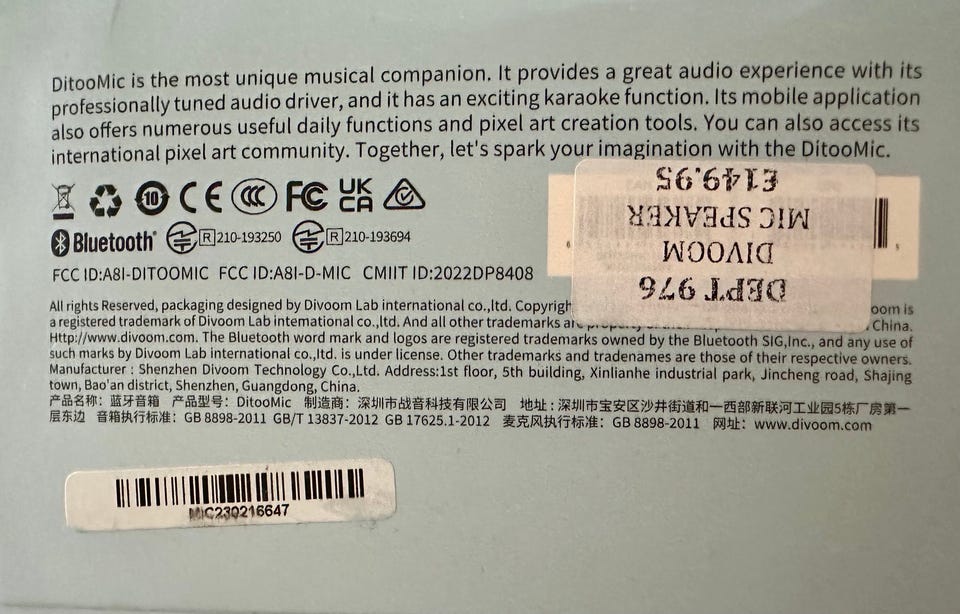 DitooMic is the most unique musical companion. It provides a great audio experience with its
professionally tuned audio driver, and it has an exciting karaoke function. Its mobile application
also offers numerous useful daily functions and pixel art creation tools. You can also access its
international pixel art community. Together, let's spark your imagination with the DitooMic.
10 CE CCC FC UK CA
Bluetooth® R 210-193250 R 210-193694
FCC ID:A8I-DITOOMIC FCC ID:A8I-D-MIC CMIIT ID:2022DP8408
DEPT 976
DIVOOM
MIC SPEAKER
£149.95
All rights Reserved, packaging designed by Divoom Lab international co.,ltd. Copyrigh oom is
a registered trademark of Divoom Lab intemational co.,ltd. And all other trademarks are China.
Http://www.divoom.com. The Bluetooth word mark and logos are registered trademarks owned by the Bluetooth SIG,Inc., and any use of
such marks by Divoom Lab international co.,ltd. is under license. Other trademarks and tradenames are those of their respective owners.
Manufacturer : Shenzhen Divoom Technology Co.,Ltd. Address:1st floor, 5th building, Xinlianhe industrial park, Jincheng road, Shajing
town, Bao'an district, Shenzhen, Guangdong, China.
产品名称：蓝牙音箱 产品型号：DitooMic 制造商：深圳市战音科技有限公司 地址：深圳市宝安区沙井街道和一西部新联河工业园5栋厂房第一
层东边 音箱执行标准：GB 8898-2011 GB/T 13837-2012 GB 17625.1-2012 麦克风执行标准：GB 8898-2011 网址：www.divoom.com
MIC230216647